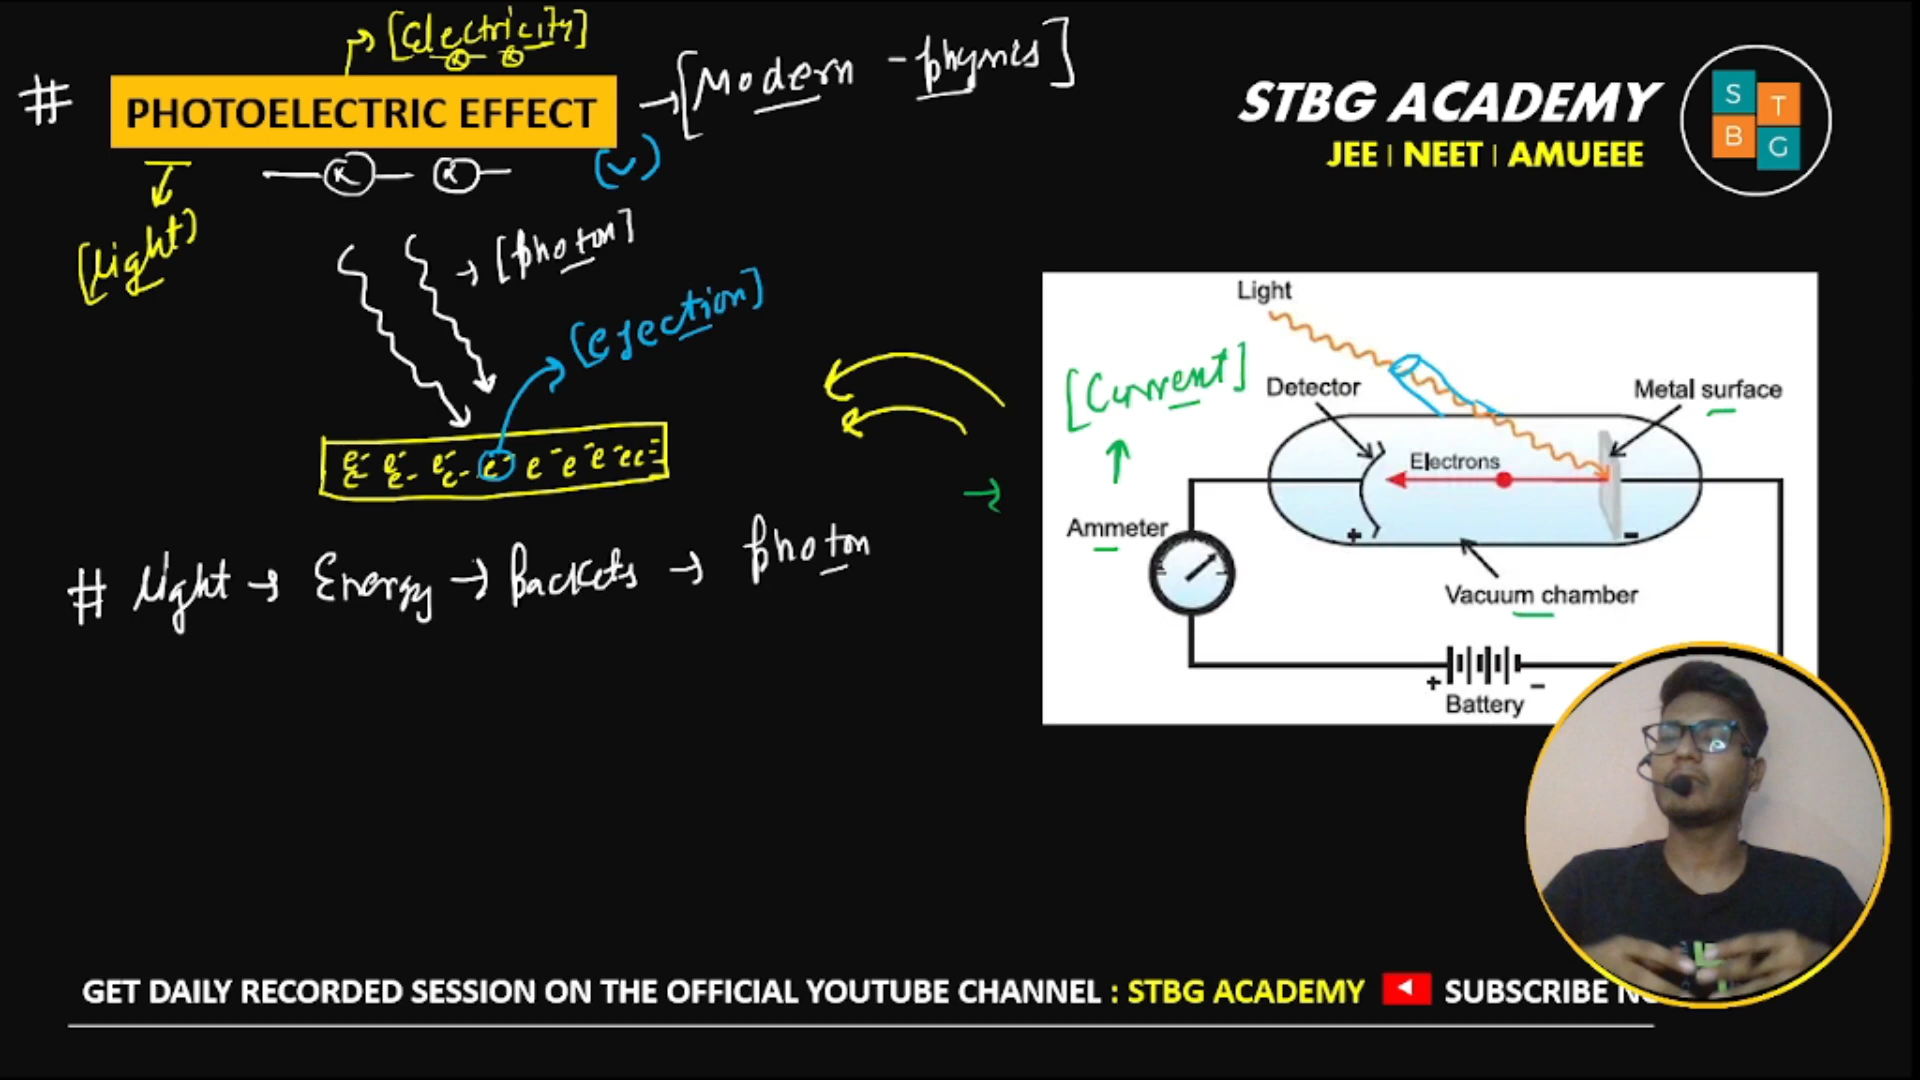 [Electricity]
# PHOTOELECTRIC EFFECT → [Modern - physics]
(v)
[light]
→ [photon]
[ejection]
e- e- e- e- e- e- e- e-
# light → Energy → Packets → photon
STBG ACADEMY
JEE | NEET | AMUEEE
S T
B G
Light
[Current]
Detector
Metal surface
Electrons
+ -
Ammeter
Vacuum chamber
+ -
Battery
GET DAILY RECORDED SESSION ON THE OFFICIAL YOUTUBE CHANNEL : STBG ACADEMY SUBSCRIBE